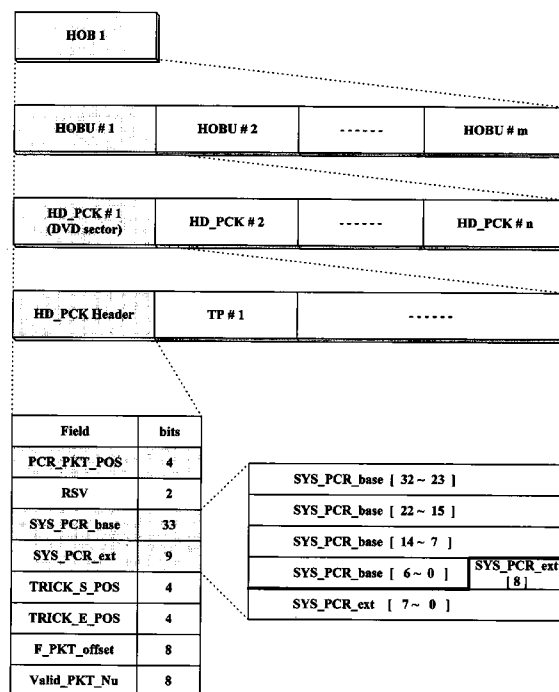 HOB 1
HOBU # 1 HOBU # 2 ------ HOBU # m
HD_PCK # 1 (DVD sector) HD_PCK # 2 ------ HD_PCK # n
HD_PCK Header TP # 1 ------
Field bits
PCR_PKT_POS 4
RSV 2
SYS_PCR_base 33
SYS_PCR_ext 9
TRICK_S_POS 4
TRICK_E_POS 4
F_PKT_offset 8
Valid_PKT_Nu 8
SYS_PCR_base [ 32 ~ 23 ]
SYS_PCR_base [ 22 ~ 15 ]
SYS_PCR_base [ 14 ~ 7 ]
SYS_PCR_base [ 6 ~ 0 ] SYS_PCR_ext [ 8 ]
SYS_PCR_ext [ 7 ~ 0 ]